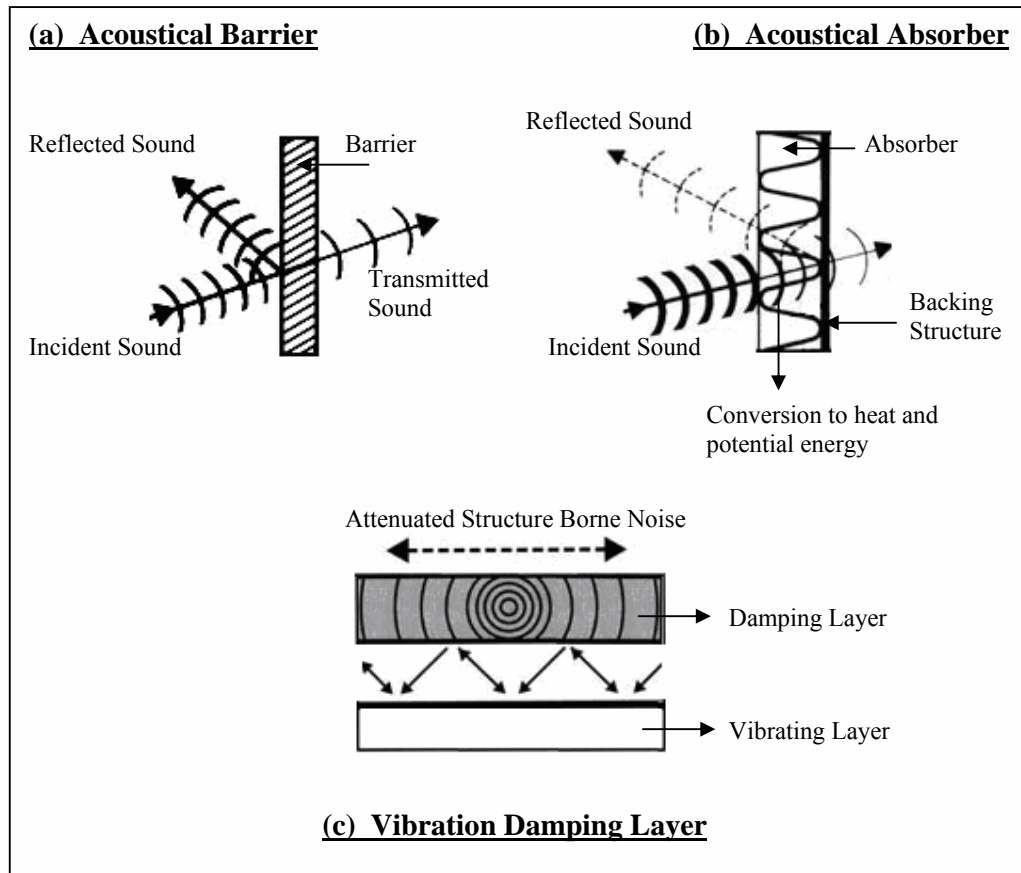 (a) Acoustical Barrier
Reflected Sound
Barrier
Transmitted
Sound
Incident Sound
(b) Acoustical Absorber
Reflected Sound
Absorber
Backing
Structure
Incident Sound
Conversion to heat and
potential energy
Attenuated Structure Borne Noise
Damping Layer
Vibrating Layer
(c) Vibration Damping Layer